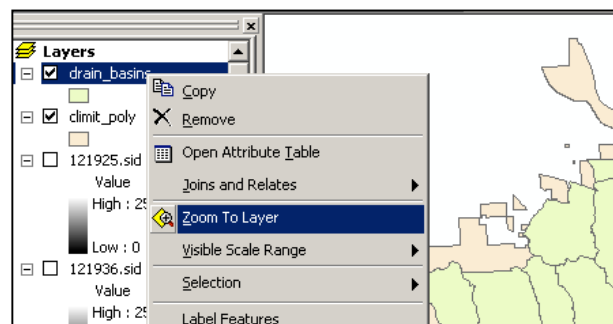 Layers
drain_basins
climit_poly
121925.sid
Value
High : 25
Low : 0
121936.sid
Value
High : 25
Copy
Remove
Open Attribute Table
Joins and Relates
Zoom To Layer
Visible Scale Range
Selection
Label Features